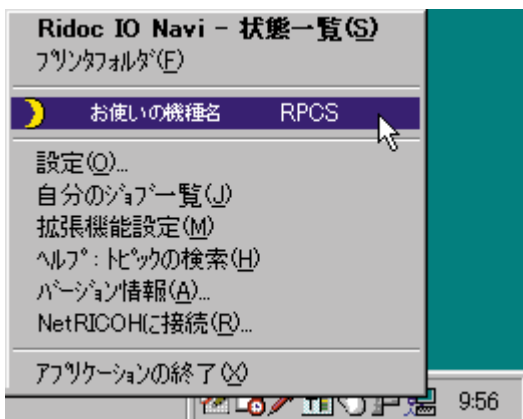 Ridoc IO Navi - 状態一覧(S)
プリンタフォルダ(F)
お使いの機種名 RPCS
設定(O)...
自分のジョブ一覧(J)
拡張機能設定(M)
ヘルプ:トピックの検索(H)
バージョン情報(A)...
NetRICOHに接続(R)...
アプリケーションの終了(X)
9:56